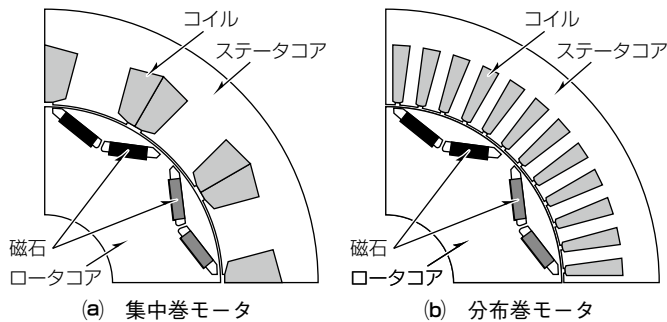 コイル
ステータコア
磁石
ロータコア
(a) 集中巻モータ
コイル
ステータコア
磁石
ロータコア
(b) 分布巻モータ